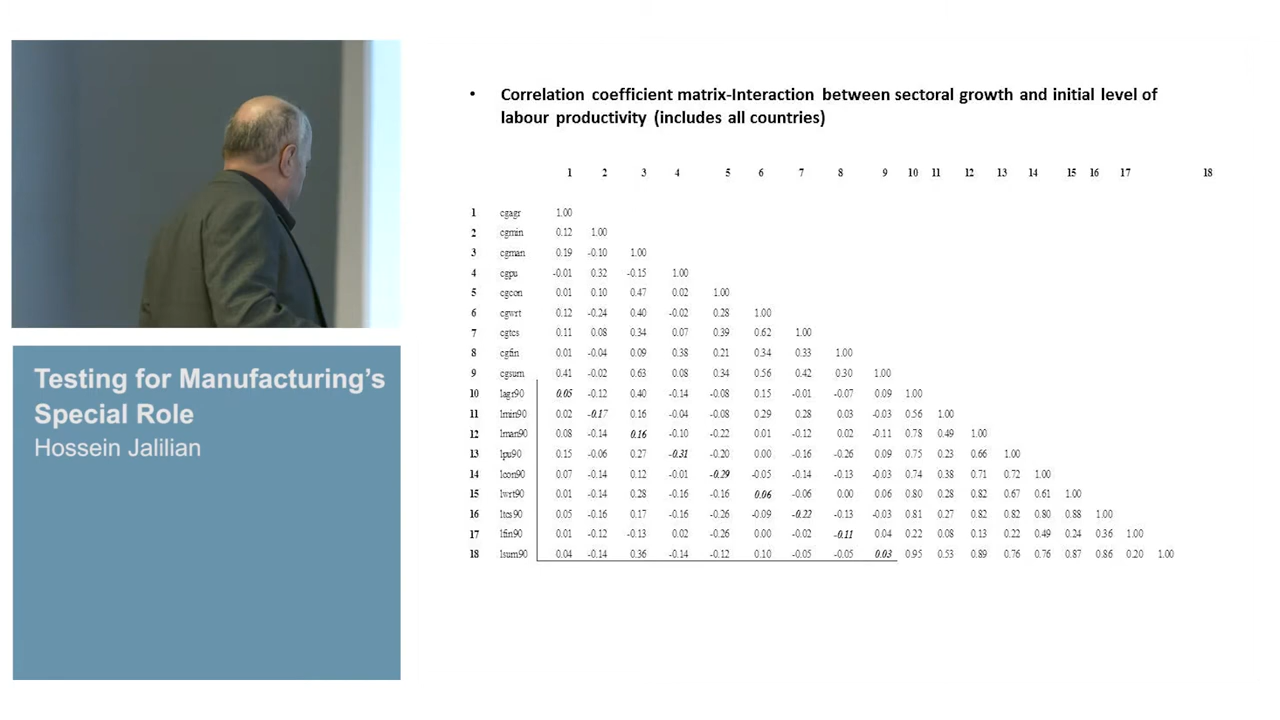 Testing for Manufacturing's
Special Role
Hossein Jalilian
• Correlation coefficient matrix-Interaction between sectoral growth and initial level of
labour productivity (includes all countries)
1 2 3 4 5 6 7 8 9 10 11 12 13 14 15 16 17 18
1 cgagr 1.00
2 cgmin 0.12 1.00
3 cgman 0.19 -0.10 1.00
4 cgpu -0.01 0.32 -0.15 1.00
5 cgcon 0.01 0.10 0.47 0.02 1.00
6 cgwrt 0.12 -0.24 0.40 -0.02 0.28 1.00
7 cgtcs 0.11 0.08 0.34 0.07 0.39 0.62 1.00
8 cgfin 0.01 -0.04 0.09 0.38 0.21 0.34 0.33 1.00
9 cgsum 0.41 -0.02 0.63 0.08 0.34 0.56 0.42 0.30 1.00
10 lagr90 0.05 -0.12 0.40 -0.14 -0.08 0.15 -0.01 -0.07 0.09 1.00
11 lmin90 0.02 -0.17 0.16 -0.04 -0.08 0.29 0.28 0.03 -0.03 0.56 1.00
12 lman90 0.08 -0.14 0.16 -0.10 -0.22 0.01 -0.12 0.02 -0.11 0.78 0.49 1.00
13 lpu90 0.15 -0.06 0.27 -0.31 -0.20 0.00 -0.16 -0.26 0.09 0.75 0.23 0.66 1.00
14 lcon90 0.07 -0.14 0.12 -0.01 -0.29 -0.05 -0.14 -0.13 -0.03 0.74 0.38 0.71 0.72 1.00
15 lwrt90 0.01 -0.14 0.28 -0.16 -0.16 0.06 -0.06 0.00 0.06 0.80 0.28 0.82 0.67 0.61 1.00
16 ltcs90 0.05 -0.16 0.17 -0.16 -0.26 -0.09 -0.22 -0.13 -0.03 0.81 0.27 0.82 0.82 0.80 0.88 1.00
17 lfin90 0.01 -0.12 -0.13 0.02 -0.26 0.00 -0.02 -0.11 0.04 0.22 0.08 0.13 0.22 0.49 0.24 0.36 1.00
18 lsum90 0.04 -0.14 0.36 -0.14 -0.12 0.10 -0.05 -0.05 0.03 0.95 0.53 0.89 0.76 0.76 0.87 0.86 0.20 1.00